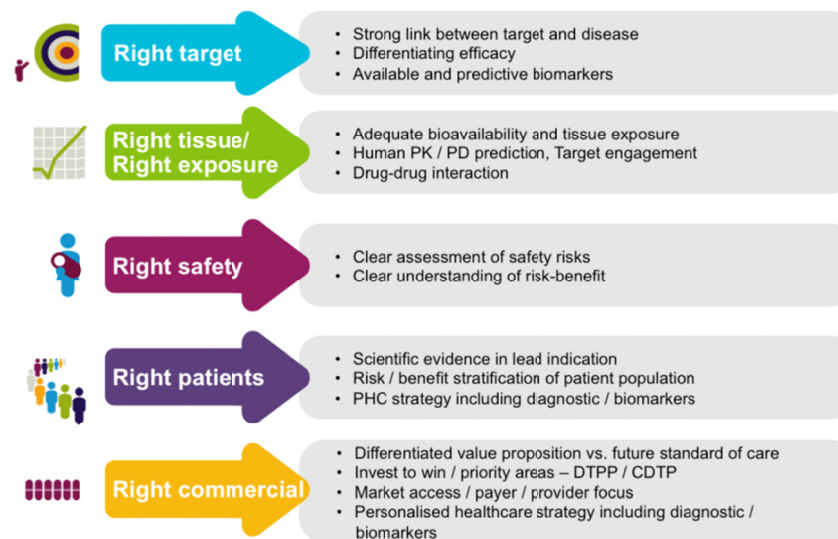 Right target
• Strong link between target and disease
• Differentiating efficacy
• Available and predictive biomarkers
Right tissue/
Right exposure
• Adequate bioavailability and tissue exposure
• Human PK / PD prediction, Target engagement
• Drug-drug interaction
Right safety
• Clear assessment of safety risks
• Clear understanding of risk-benefit
Right patients
• Scientific evidence in lead indication
• Risk / benefit stratification of patient population
• PHC strategy including diagnostic / biomarkers
Right commercial
• Differentiated value proposition vs. future standard of care
• Invest to win / priority areas – DTPP / CDTP
• Market access / payer / provider focus
• Personalised healthcare strategy including diagnostic /
biomarkers